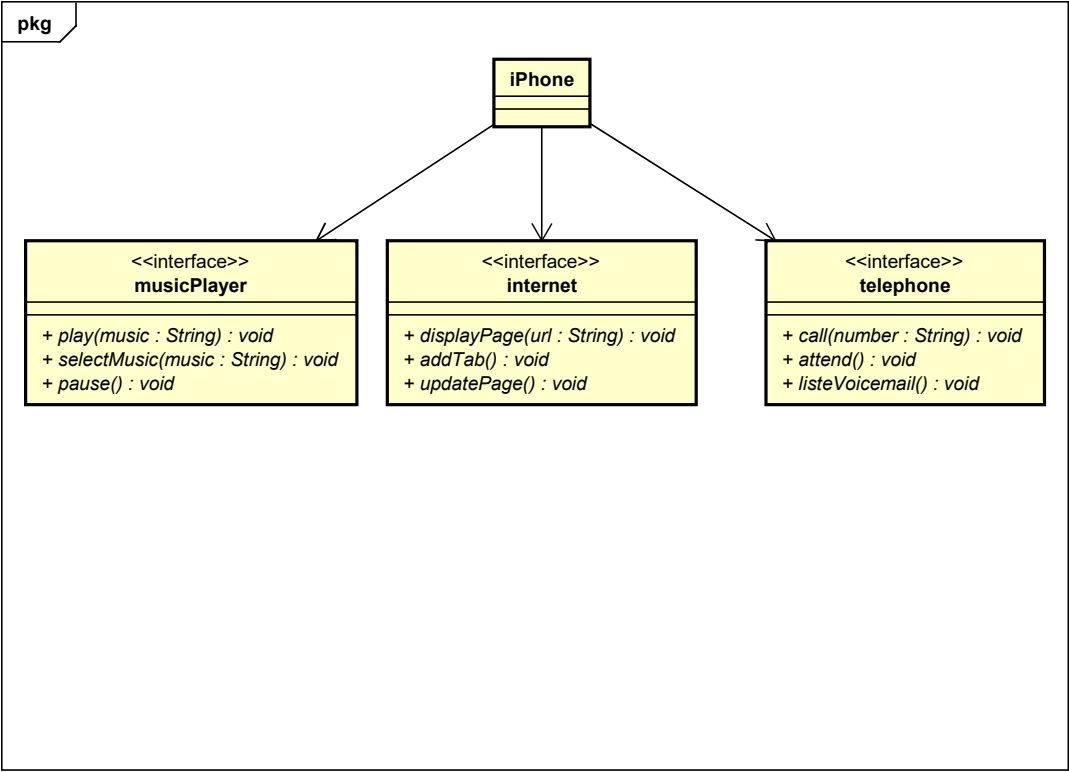 pkg
iPhone
<<interface>>
musicPlayer
+ play(music : String) : void
+ selectMusic(music : String) : void
+ pause() : void
<<interface>>
internet
+ displayPage(url : String) : void
+ addTab() : void
+ updatePage() : void
<<interface>>
telephone
+ call(number : String) : void
+ attend() : void
+ listeVoicemail() : void